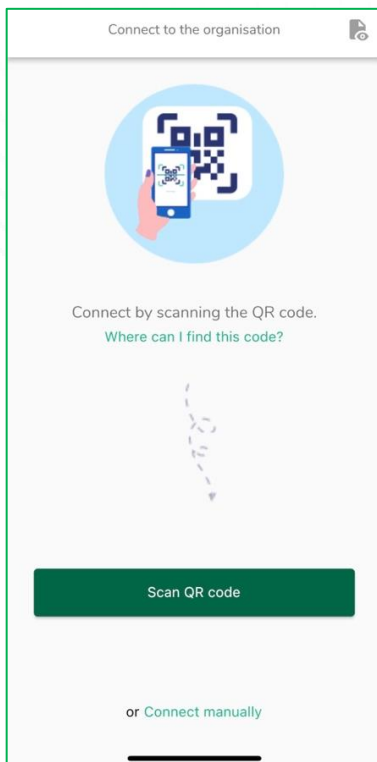 Connect to the organisation
Connect by scanning the QR code.
Where can I find this code?
Scan QR code
or Connect manually